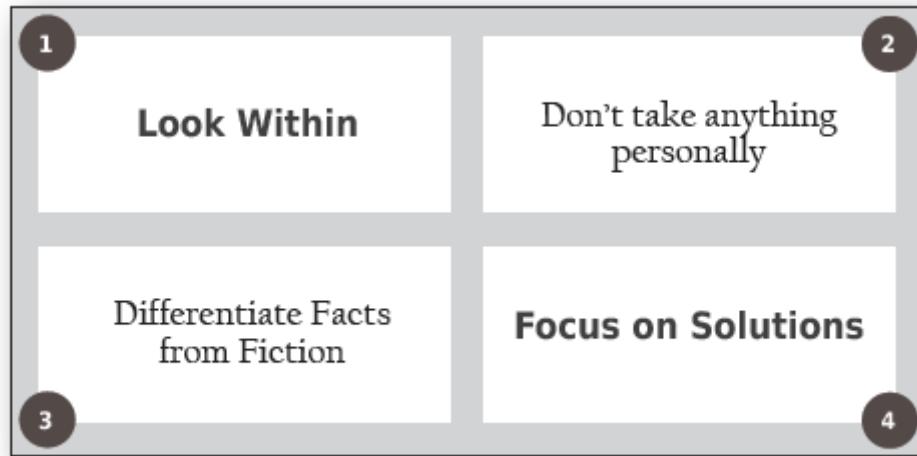 1
Look Within
2
Don't take anything
personally
3
Differentiate Facts
from Fiction
4
Focus on Solutions